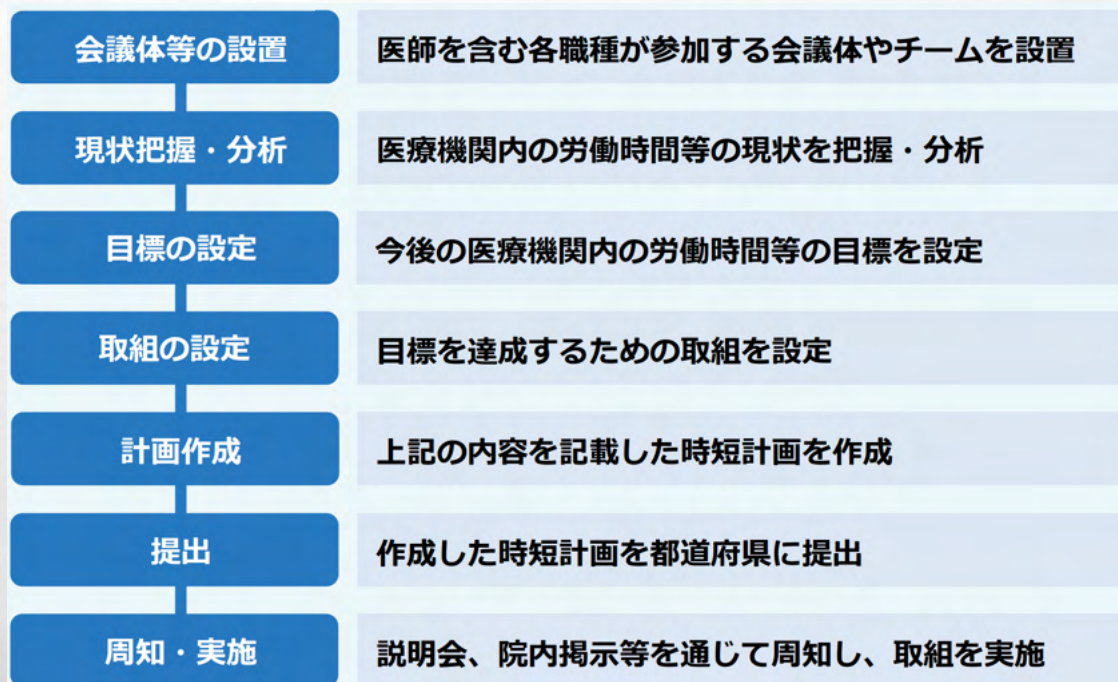 会議体等の設置
医師を含む各職種が参加する会議体やチームを設置
現状把握・分析
医療機関内の労働時間等の現状を把握・分析
目標の設定
今後の医療機関内の労働時間等の目標を設定
取組の設定
目標を達成するための取組を設定
計画作成
上記の内容を記載した時短計画を作成
提出
作成した時短計画を都道府県に提出
周知・実施
説明会、院内掲示等を通じて周知し、取組を実施